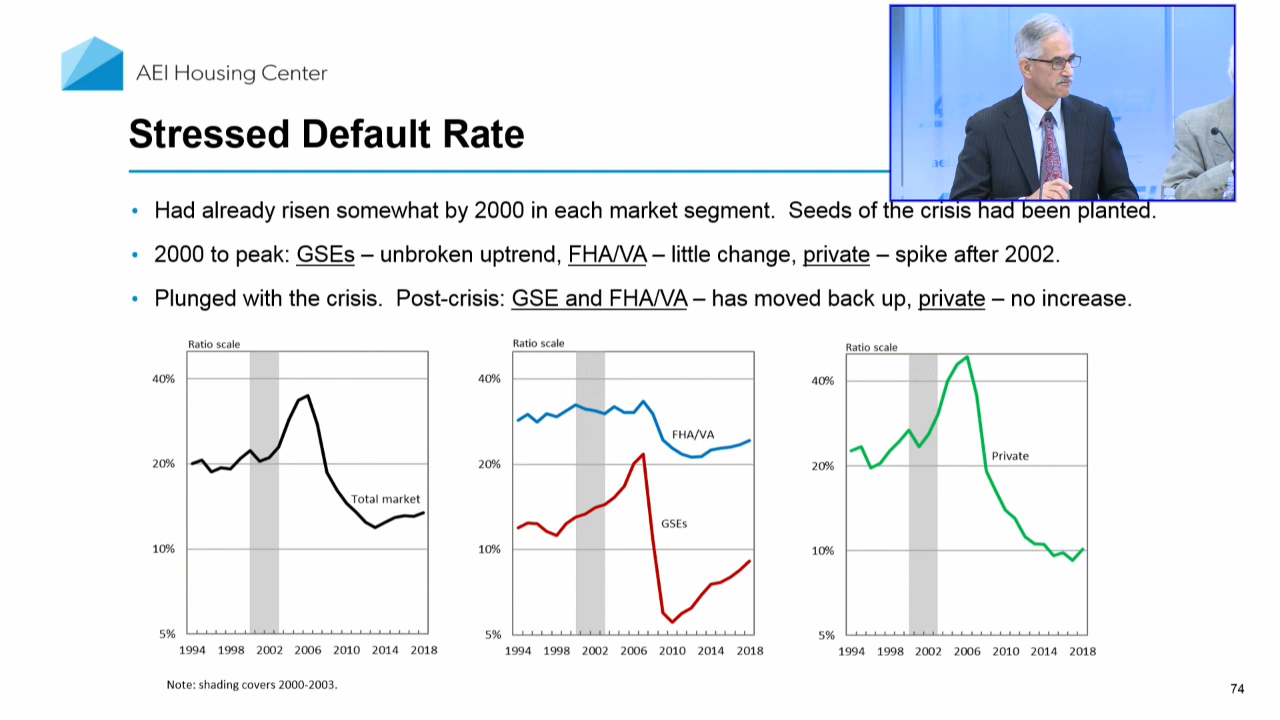 AEI Housing Center
Stressed Default Rate
• Had already risen somewhat by 2000 in each market segment. Seeds of the crisis had been planted.
• 2000 to peak: GSEs – unbroken uptrend, FHA/VA – little change, private – spike after 2002.
• Plunged with the crisis. Post-crisis: GSE and FHA/VA – has moved back up, private – no increase.
Ratio scale
40%
20%
10%
5%
Total market
1994 1998 2002 2006 2010 2014 2018
Ratio scale
40%
20%
10%
5%
FHA/VA
GSEs
1994 1998 2002 2006 2010 2014 2018
Ratio scale
40%
20%
10%
5%
Private
1994 1998 2002 2006 2010 2014 2018
Note: shading covers 2000-2003.
74